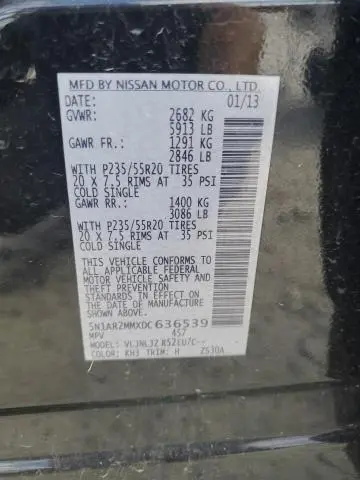 MFD BY NISSAN MOTOR CO., LTD.
DATE: 01/13
GVWR: 2682 KG
5913 LB
GAWR FR.: 1291 KG
2846 LB
WITH P235/55R20 TIRES
20 X 7.5 RIMS AT 35 PSI
COLD SINGLE
GAWR RR.: 1400 KG
3086 LB
WITH P235/55R20 TIRES
20 X 7.5 RIMS AT 35 PSI
COLD SINGLE
THIS VEHICLE CONFORMS TO
ALL APPLICABLE FEDERAL
MOTOR VEHICLE SAFETY
STANDARDS IN EFFECT ON
THE DATE OF MANUFACTURE
SHOWN ABOVE.
5N1AR2MMXDC636539
MPV 457
MODEL:
COLOR: KH3 TRIM: H